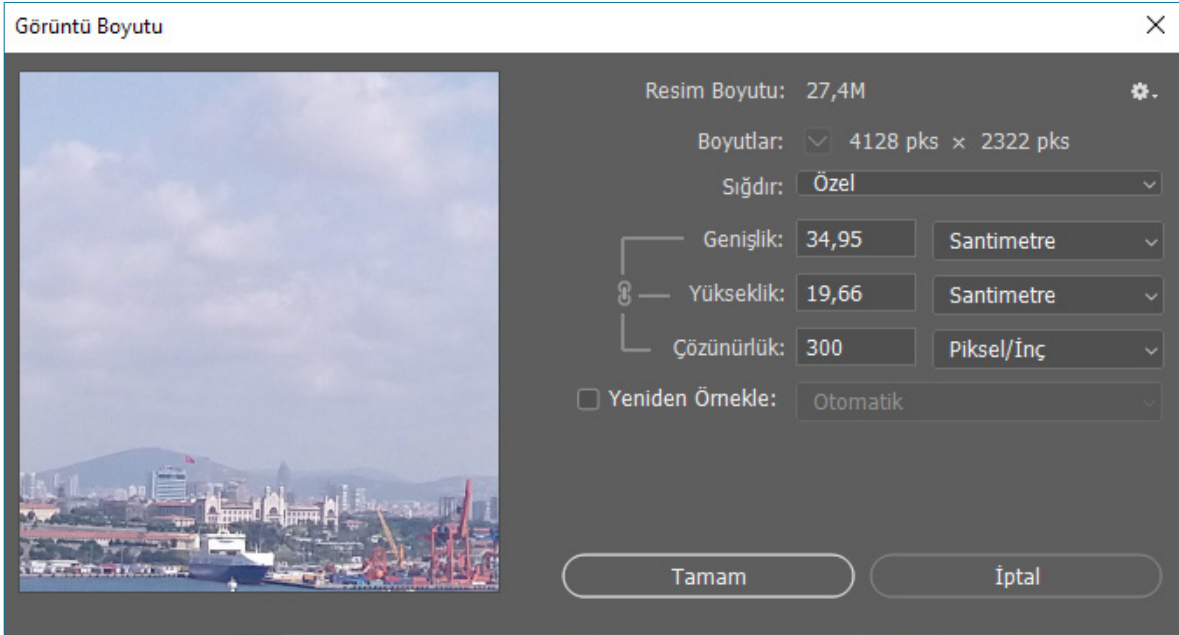 Görüntü Boyutu
Resim Boyutu: 27,4M
Boyutlar: 4128 pks × 2322 pks
Sığdır: Özel
Genişlik: 34,95 Santimetre
Yükseklik: 19,66 Santimetre
Çözünürlük: 300 Piksel/İnç
Yeniden Örnekle: Otomatik
Tamam İptal